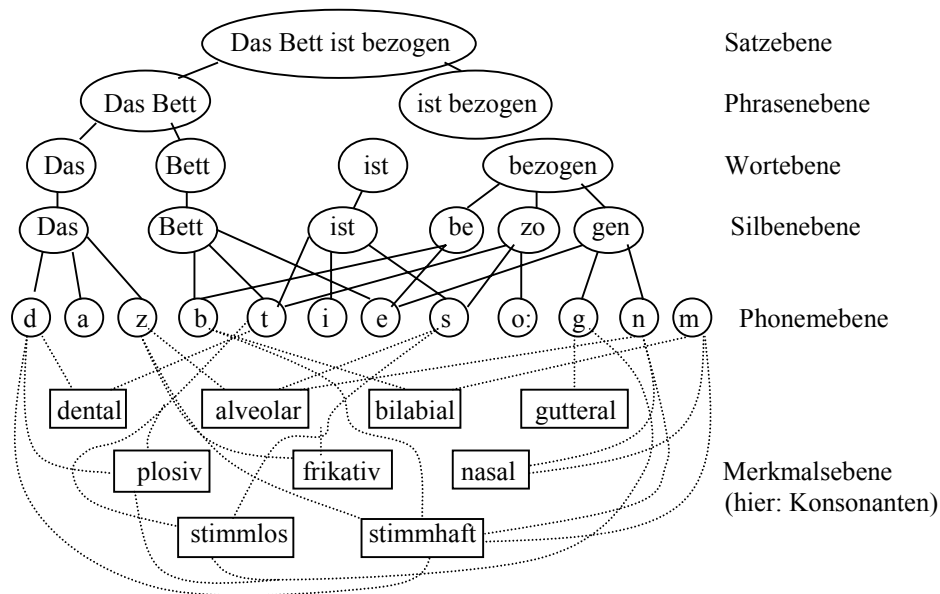 Das Bett ist bezogen Satzebene
Das Bett ist bezogen Phrasenebene
Das Bett ist bezogen Wortebene
Das Bett ist be zo gen Silbenebene
d a z b t i e s o: g n m Phonemebene
dental alveolar bilabial gutteral
plosiv frikativ nasal Merkmalsebene
(hier: Konsonanten)
stimmlos stimmhaft